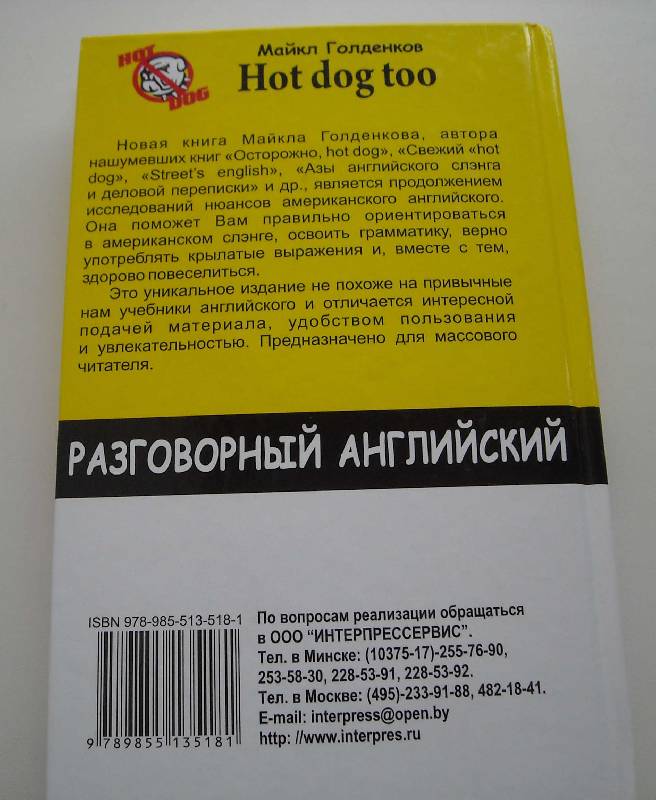 HOT
DOG
Майкл Голденков
Hot dog too
Новая книга Майкла Голденкова, автора
нашумевших книг «Осторожно, hot dog», «Свежий «hot
dog», «Street's english», «Азы английского слэнга
и деловой переписки» и др., является продолжением
исследований нюансов американского английского.
Она поможет Вам правильно ориентироваться
в американском слэнге, освоить грамматику, верно
употреблять крылатые выражения и, вместе с тем,
здорово повеселиться.
Это уникальное издание не похоже на привычные
нам учебники английского и отличается интересной
подачей материала, удобством пользования
и увлекательностью. Предназначено для массового
читателя.
РАЗГОВОРНЫЙ АНГЛИЙСКИЙ
ISBN 978-985-513-518-1
9 789855 135181
По вопросам реализации обращаться
в ООО "ИНТЕРПРЕССЕРВИС".
Тел. в Минске: (10375-17)-255-76-90,
253-58-30, 228-53-91, 228-53-92.
Тел. в Москве: (495)-233-91-88, 482-18-41.
E-mail: interpress@open.by
http: //www.interpres.ru